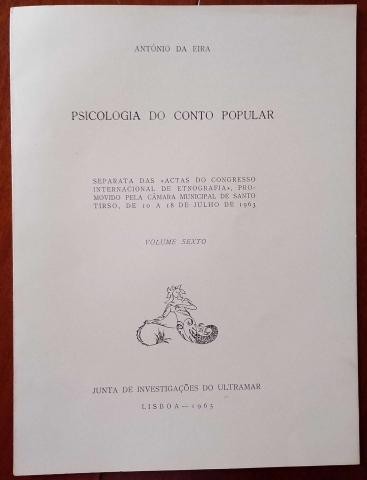 ANTÓNIO DA EIRA
PSICOLOGIA DO CONTO POPULAR
SEPARATA DAS «ACTAS DO CONGRESSO
INTERNACIONAL DE ETNOGRAFIA», PRO-
MOVIDO PELA CÂMARA MUNICIPAL DE SANTO
TIRSO, DE 10 A 18 DE JULHO DE 1963
VOLUME SEXTO
JUNTA DE INVESTIGAÇÕES DO ULTRAMAR
LISBOA — 1965